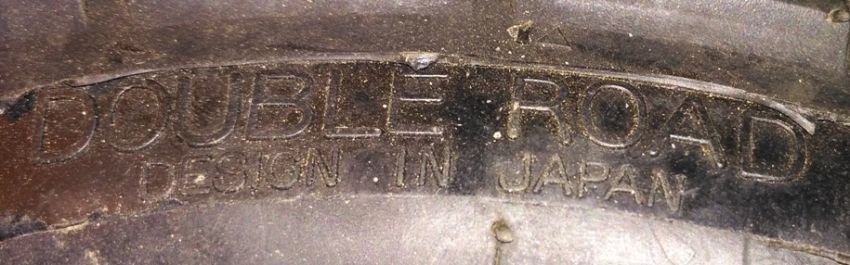 DOUBLE ROAD
DESIGN IN JAPAN